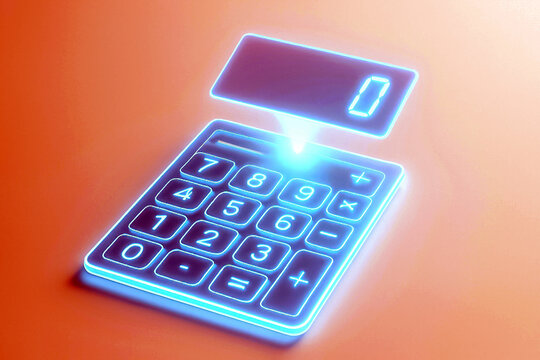 0
7 8 9 +
4 5 6 ×
1 2 3 −
0 - = +